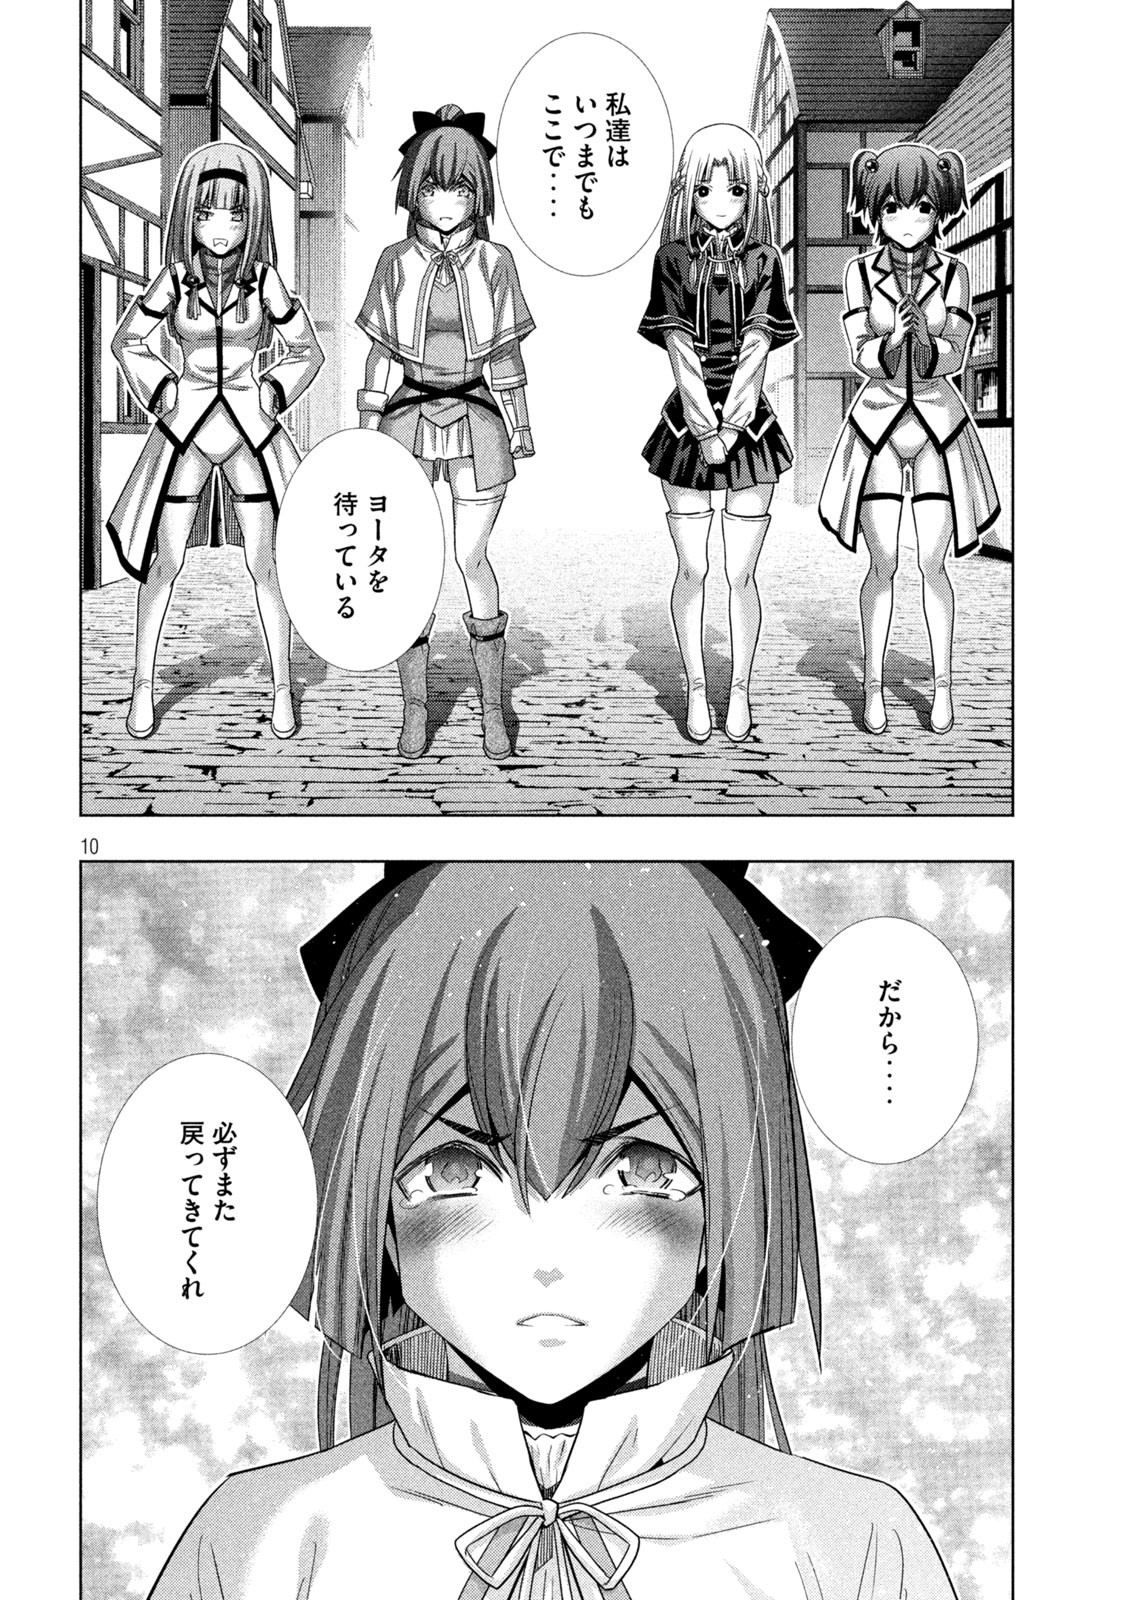 私達は
いつまでも
ここで‥‥
ヨータを
待っている
10
だから‥‥
必ずまた
戻ってきてくれ